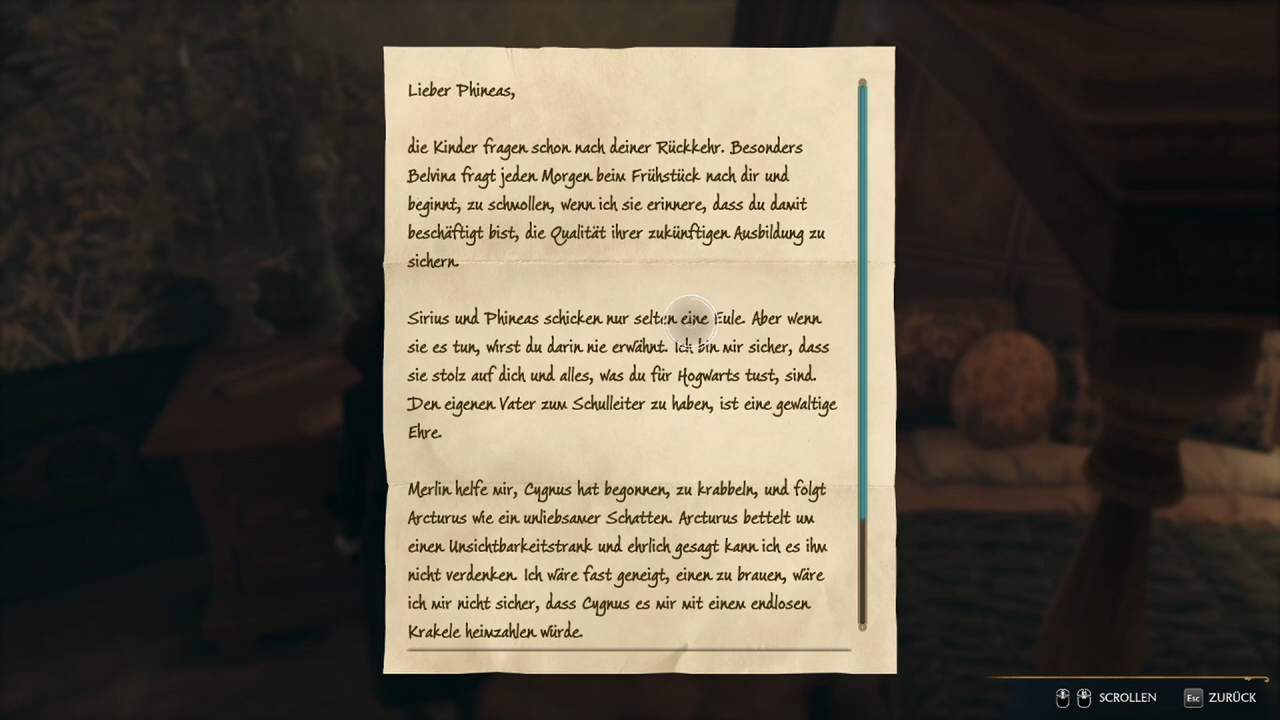 Lieber Phineas,
die Kinder fragen schon nach deiner Rückkehr. Besonders
Belvina fragt jeden Morgen beim Frühstück nach dir und
beginnt, zu schmollen, wenn ich sie erinnere, dass du damit
beschäftigt bist, die Qualität ihrer zukünftigen Ausbildung zu
sichern.
Sirius und Phineas schicken nur selten eine Eule. Aber wenn
sie es tun, wirst du darin nie erwähnt. Ich bin mir sicher, dass
sie stolz auf dich und alles, was du für Hogwarts tust, sind.
Den eigenen Vater zum Schulleiter zu haben, ist eine gewaltige
Ehre.
Merlin helfe mir, Cygnus hat begonnen, zu krabbeln, und folgt
Arcturus wie ein unliebsamer Schatten. Arcturus bettelt um
einen Unsichtbarkeitstrank und ehrlich gesagt kann ich es ihm
nicht verdenken. Ich wäre fast geneigt, einen zu brauen, wäre
ich mir nicht sicher, dass Cygnus es mir mit einem endlosen
Krakele heimzahlen würde.
SCROLLEN
Esc ZURÜCK